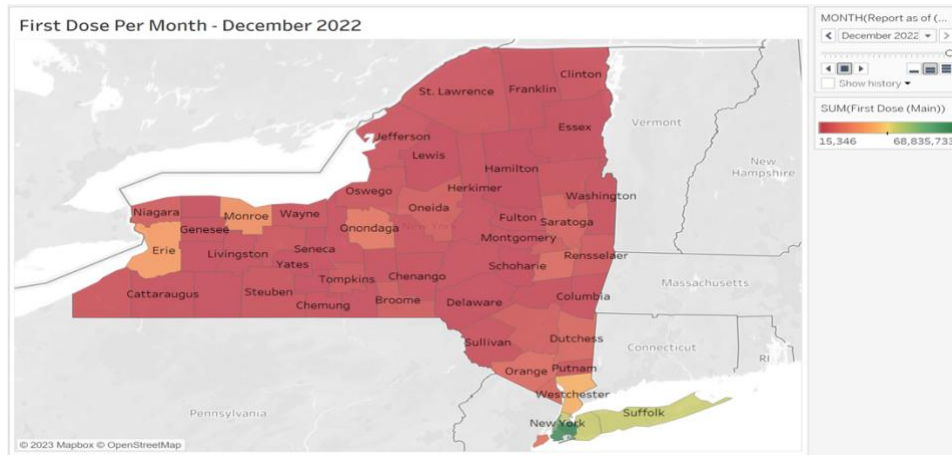 First Dose Per Month - December 2022
MONTH(Report as of (...
December 2022
Show history
SUM(First Dose (Main))
15,346 68,835,733
Clinton
St. Lawrence Franklin
Vermont
Essex
Jefferson
Lewis
Hamilton
New
Hampshire
Oswego Herkimer Washington
Oneida
Niagara Monroe Wayne
Genesee Onondaga Fulton Saratoga
Montgomery
Erie Livingston Seneca
Yates Schoharie Rensselaer
Tompkins Chenango
Massachusetts
Cattaraugus Steuben Broome Delaware Columbia
Chemung
Sullivan Dutchess
Connecticut
RI
Orange Putnam
Westchester
Pennsylvania
New York Suffolk
© 2023 Mapbox © OpenStreetMap